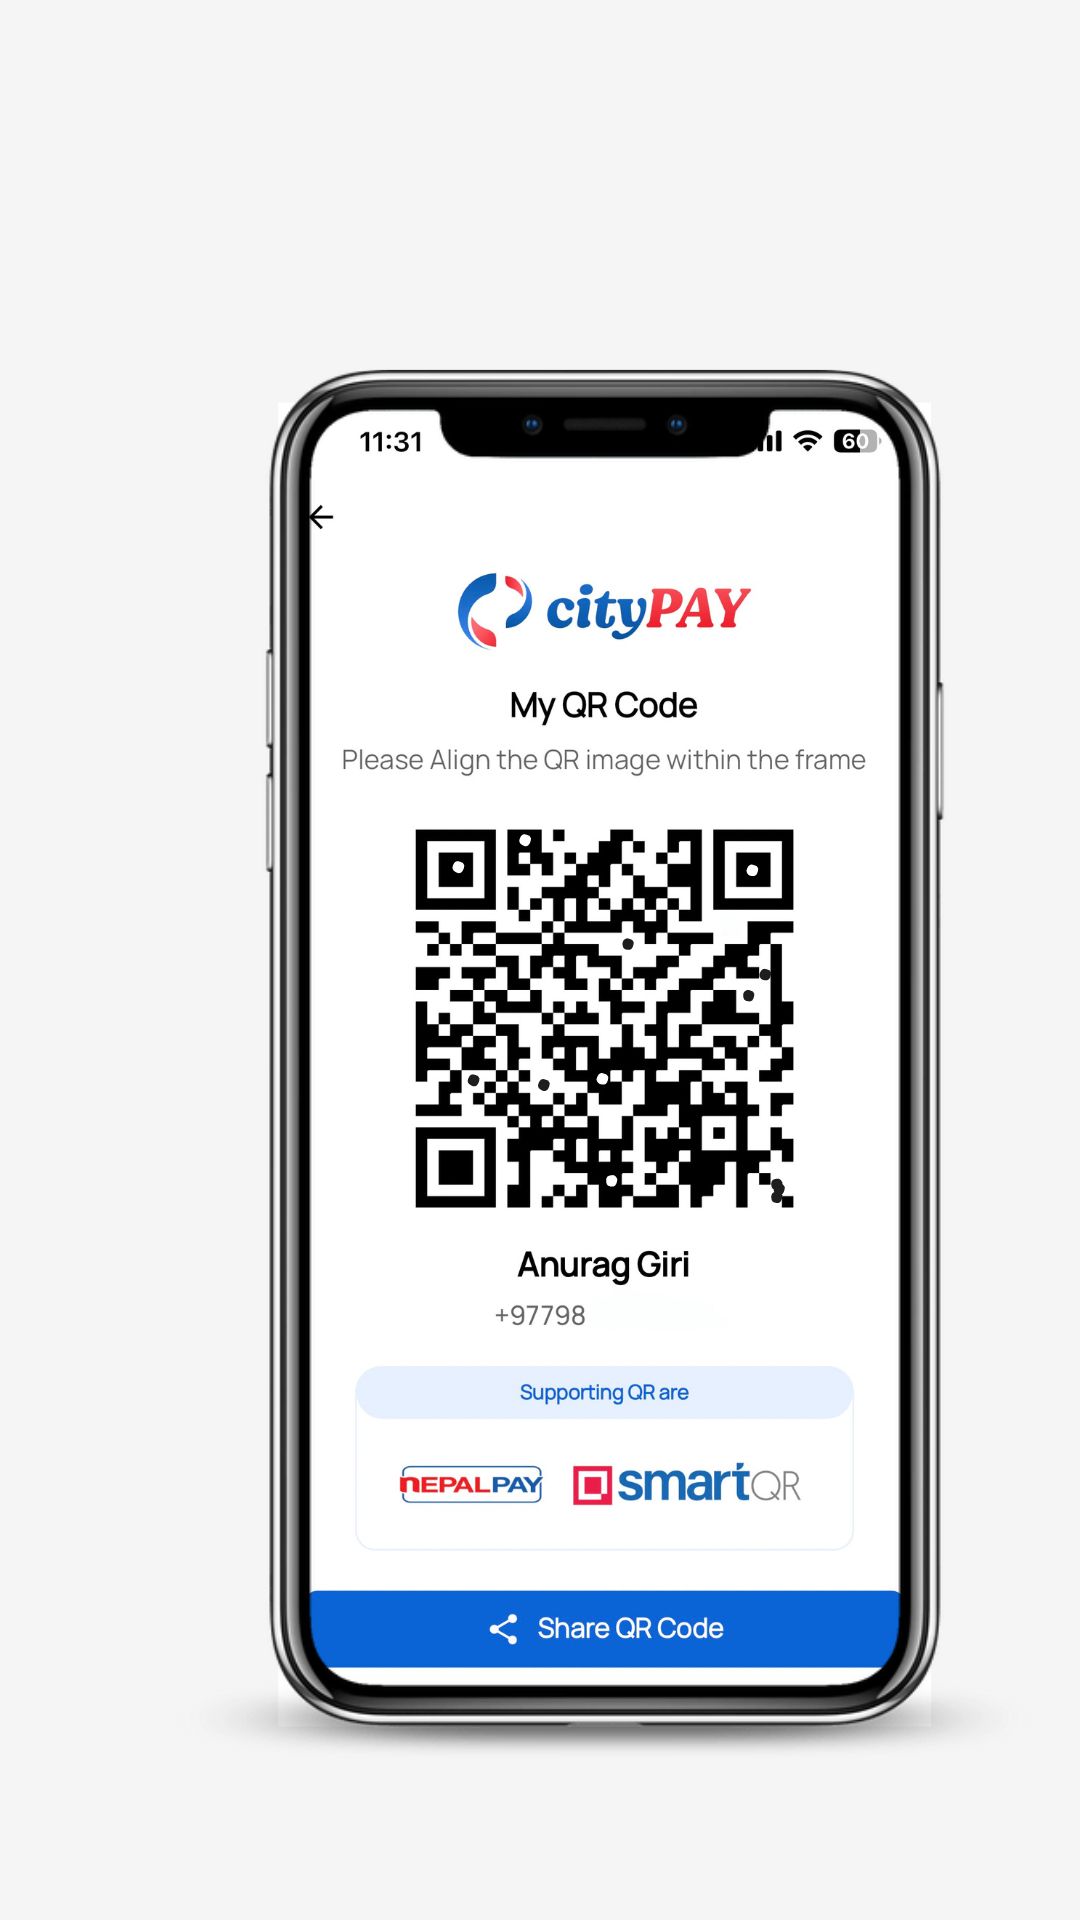 11:31
60
cityPAY
My QR Code
Please Align the QR image within the frame
Anurag Giri
+97798
Supporting QR are
NEPALPAY
smartQR
Share QR Code